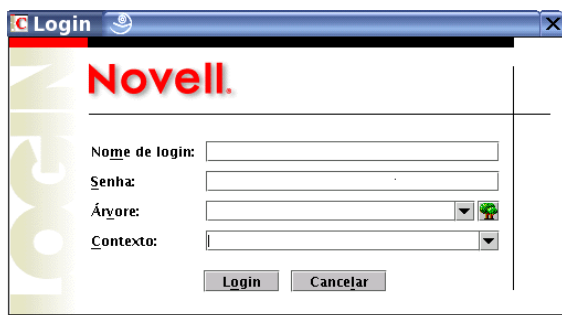 C Login
LOGIN
Novell.
Nome de login:
Senha:
Árvore:
Contexto:
Login
Cancelar